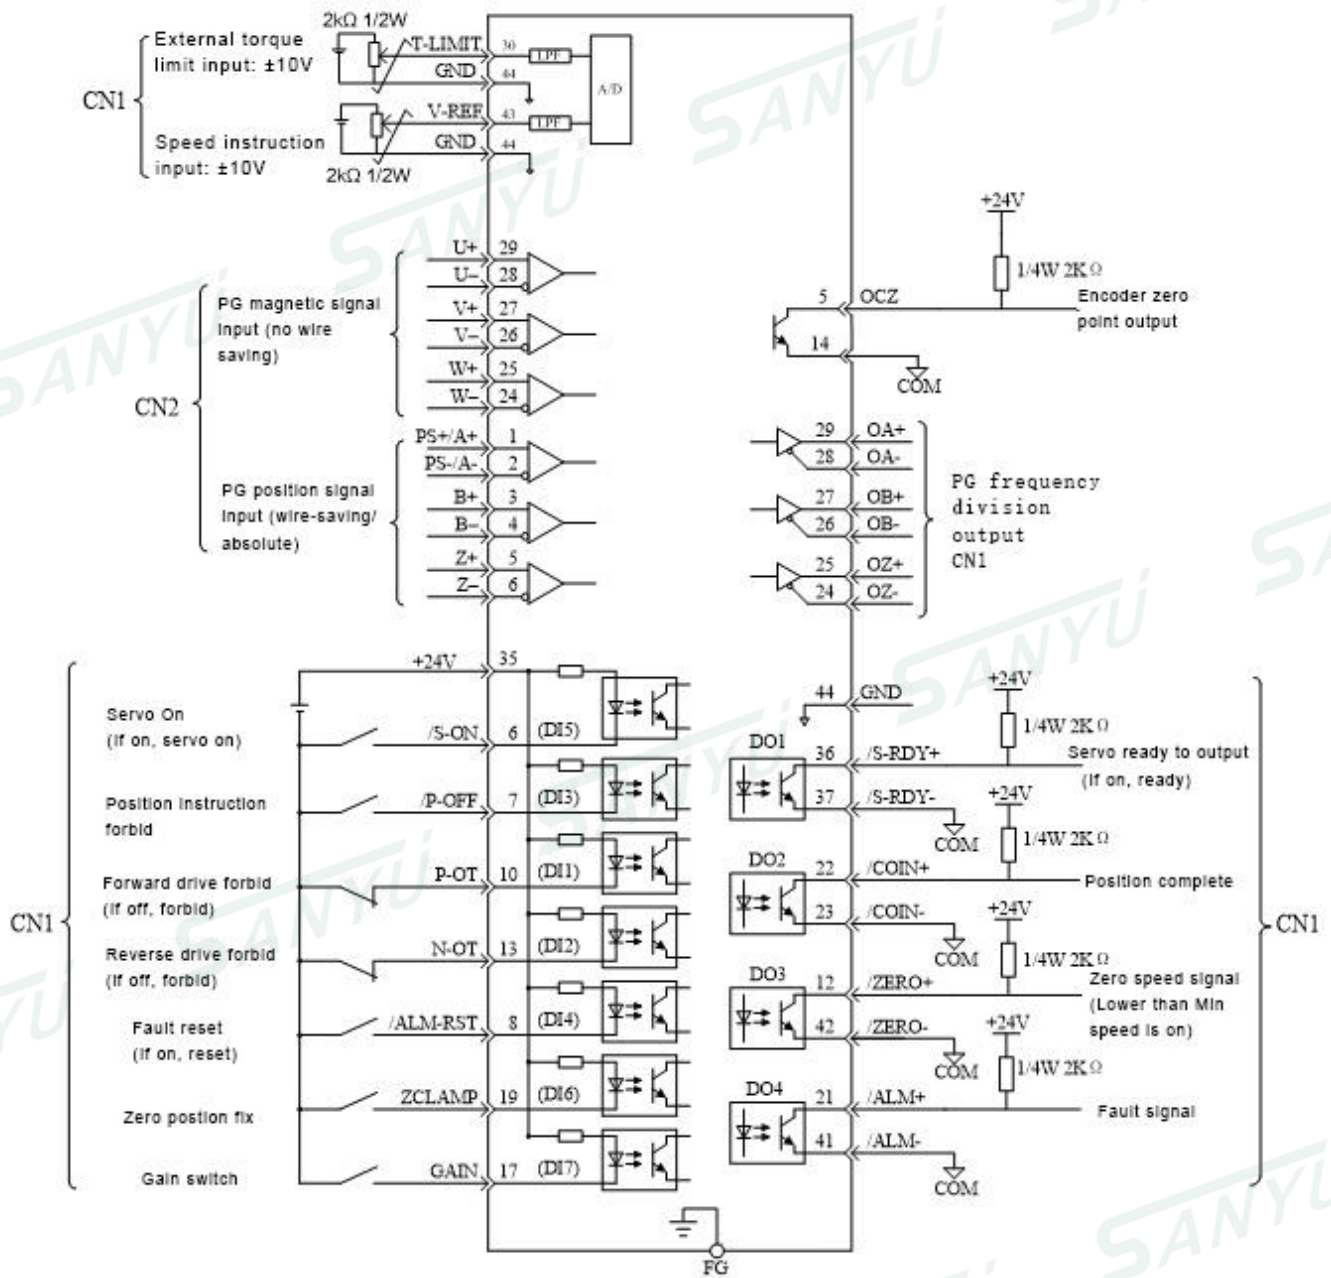 2kΩ 1/2W
External torque
limit input: ±10V
T-LIMIT 30 LPF
GND 44
A/D
CN1
V-REF 43 LPF
Speed instruction
input: ±10V
GND 44
2kΩ 1/2W
U+ 29
U– 28
V+ 27
V– 26
W+ 25
W– 24
PG magnetic signal
input (no wire
saving)
CN2
PS+/A+ 1
PS-/A- 2
B+ 3
B– 4
Z+ 5
Z– 6
PG position signal
input (wire-saving/
absolute)
+24V
1/4W 2KΩ
5 OCZ
Encoder zero
point output
14
COM
29 OA+
28 OA-
27 OB+
26 OB-
25 OZ+
24 OZ-
PG frequency
division
output
CN1
+24V 35
Servo On
(if on, servo on)
/S-ON 6 (DI5)
Position instruction
forbid
/P-OFF 7 (DI3)
Forward drive forbid
(if off, forbid)
P-OT 10 (DI1)
CN1
Reverse drive forbid
(if off, forbid)
N-OT 13 (DI2)
Fault reset
(if on, reset)
/ALM-RST 8 (DI4)
Zero postion fix
ZCLAMP 19 (DI6)
Gain switch
GAIN 17 (DI7)
44 GND
+24V
1/4W 2KΩ
DO1
36 /S-RDY+
Servo ready to output
(if on, ready)
37 /S-RDY-
COM
+24V
1/4W 2KΩ
DO2
22 /COIN+
Position complete
23 /COIN-
COM
+24V
1/4W 2KΩ
CN1
DO3
12 /ZERO+
Zero speed signal
(Lower than Min
speed is on)
42 /ZERO-
COM
+24V
1/4W 2KΩ
DO4
21 /ALM+
Fault signal
41 /ALM-
COM
FG
SANYU
SANYU
SANYU
SANYU
SANYU
SANYU
SANYU